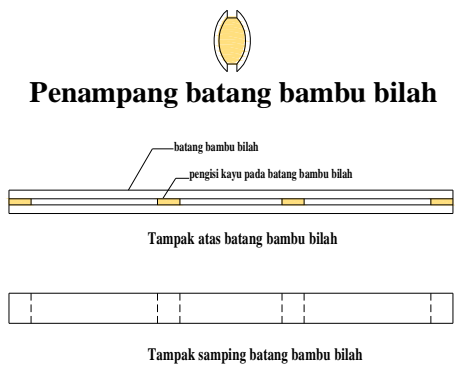 Penampang batang bambu bilah
batang bambu bilah
pengisi kayu pada batang bambu bilah
Tampak atas batang bambu bilah
Tampak samping batang bambu bilah